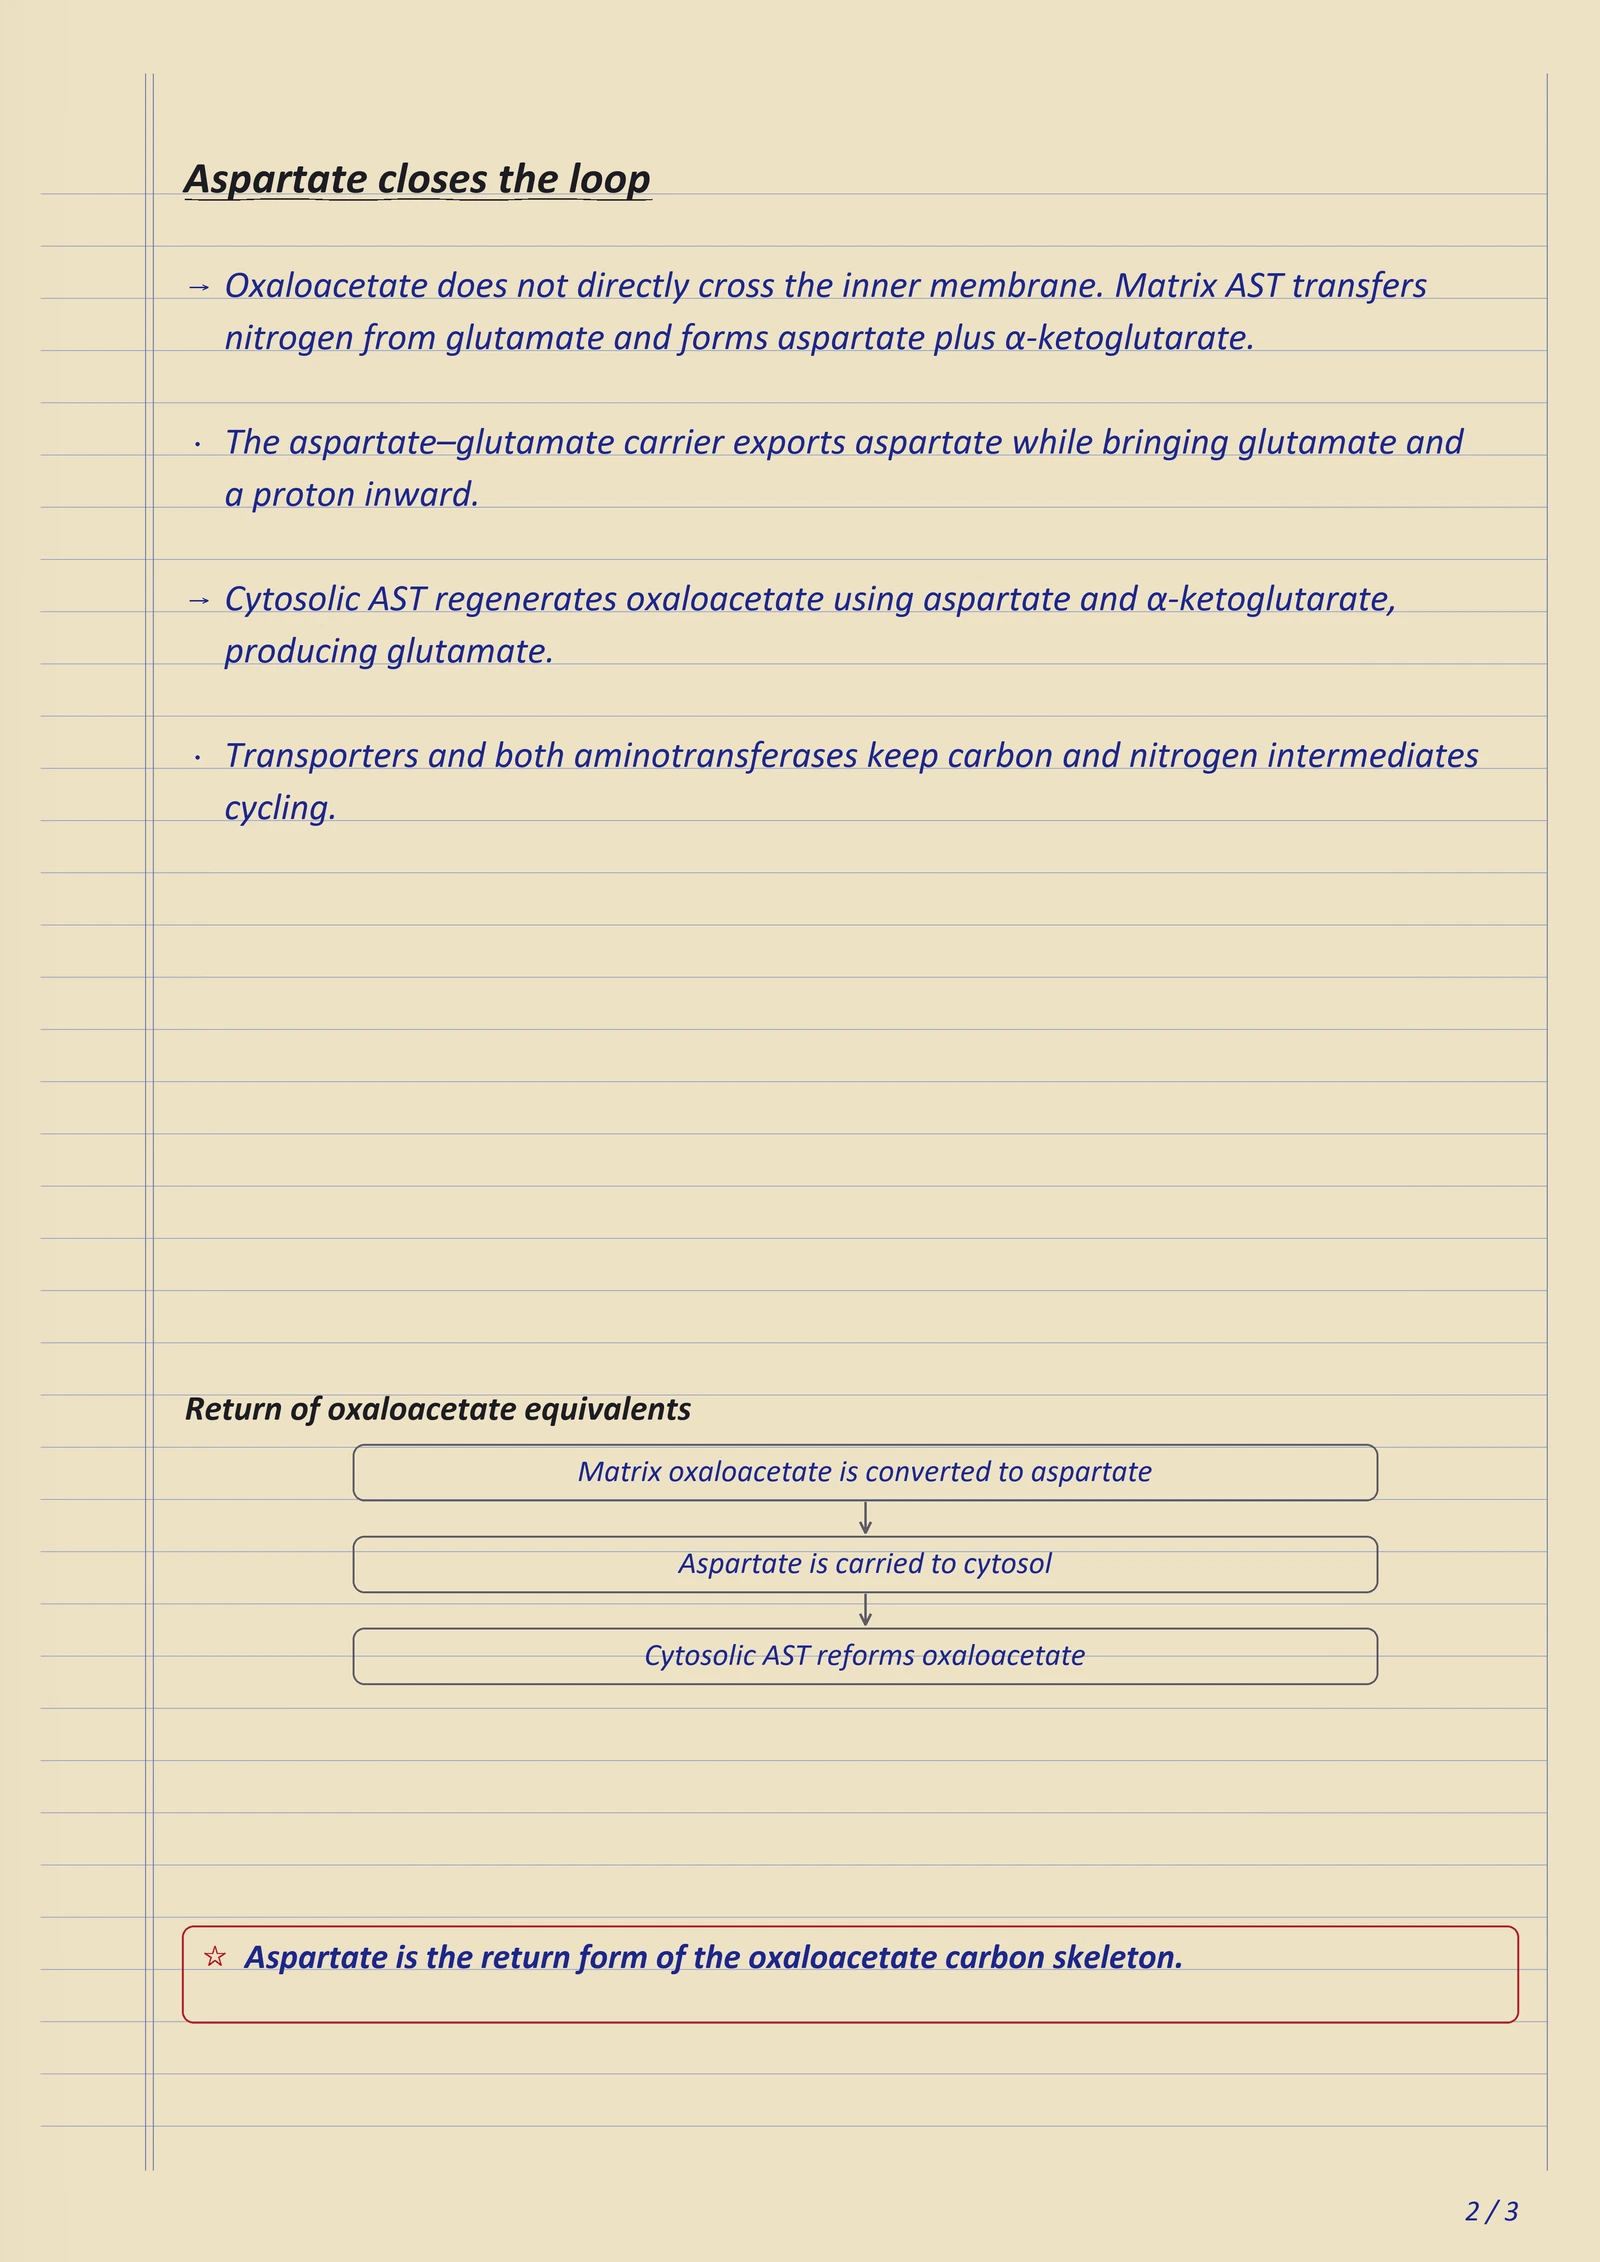 Aspartate closes the loop
→ Oxaloacetate does not directly cross the inner membrane. Matrix AST transfers
nitrogen from glutamate and forms aspartate plus α-ketoglutarate.
· The aspartate–glutamate carrier exports aspartate while bringing glutamate and
a proton inward.
→ Cytosolic AST regenerates oxaloacetate using aspartate and α-ketoglutarate,
producing glutamate.
· Transporters and both aminotransferases keep carbon and nitrogen intermediates
cycling.
Return of oxaloacetate equivalents
Matrix oxaloacetate is converted to aspartate
Aspartate is carried to cytosol
Cytosolic AST reforms oxaloacetate
☆ Aspartate is the return form of the oxaloacetate carbon skeleton.
2 / 3